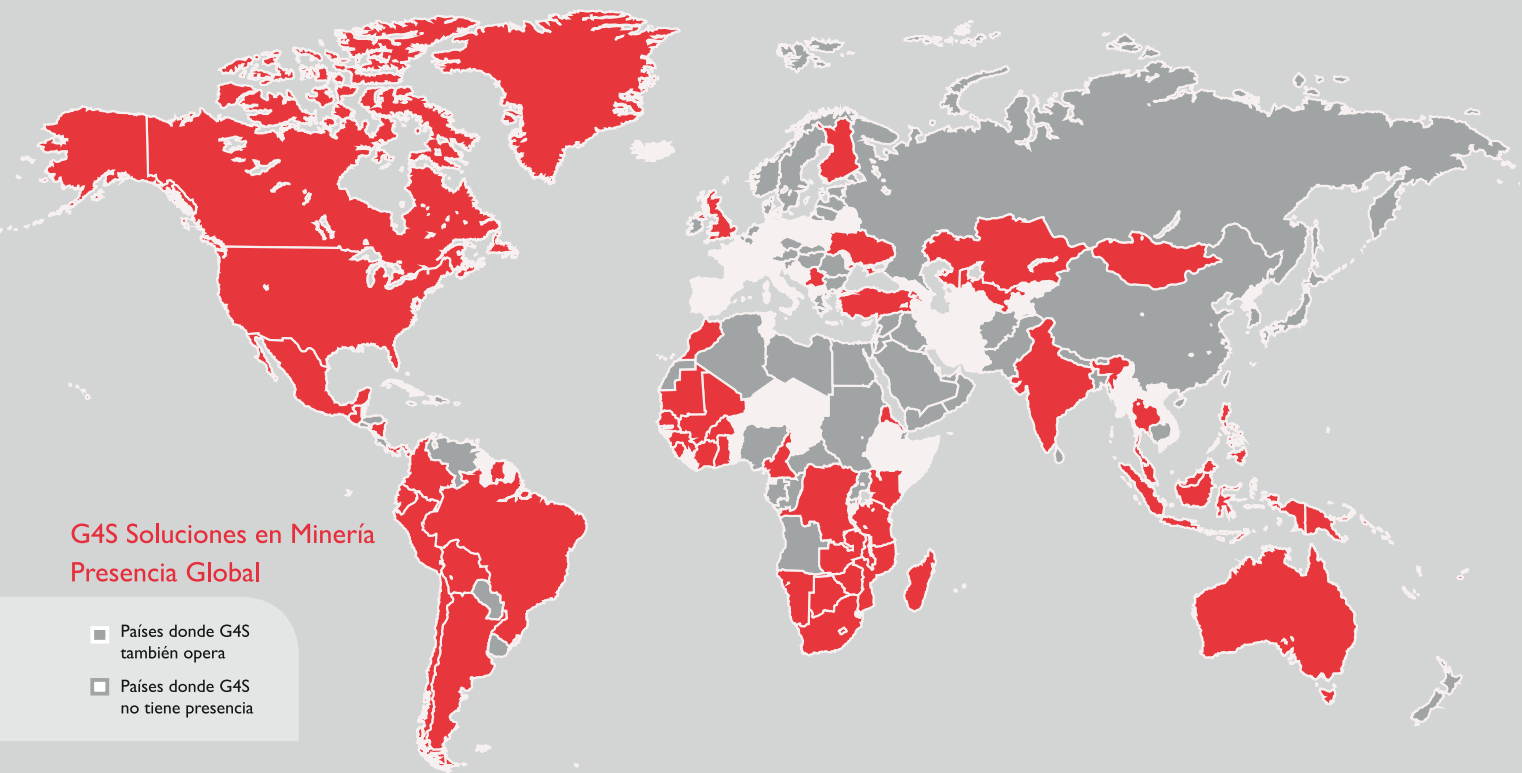 G4S Soluciones en Minería
Presencia Global
Países donde G4S
también opera
Países donde G4S
no tiene presencia